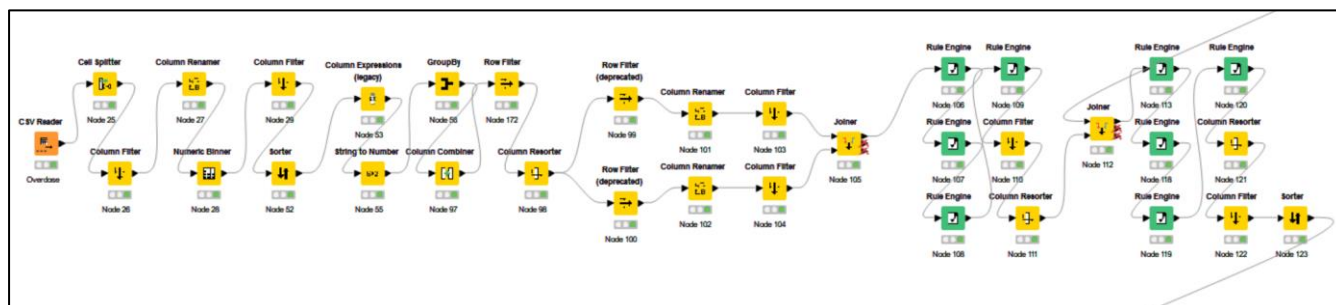 CSV Reader
Overdose
Cell Splitter
Node 25
Column Filter
Node 26
Column Renamer
Node 27
Numeric Binner
Node 28
Column Filter
Node 29
Sorter
Node 52
Column Expressions
(legacy)
Node 53
String to Number
Node 55
GroupBy
Node 56
Column Combiner
Node 97
Row Filter
Node 172
Column Resorter
Node 98
Row Filter
(deprecated)
Node 99
Row Filter
(deprecated)
Node 100
Column Renamer
Node 101
Column Renamer
Node 102
Column Filter
Node 103
Column Filter
Node 104
Joiner
Node 105
Rule Engine
Node 106
Rule Engine
Node 107
Rule Engine
Node 108
Rule Engine
Node 109
Column Filter
Node 110
Column Resorter
Node 111
Joiner
Node 112
Rule Engine
Node 113
Rule Engine
Node 118
Rule Engine
Node 119
Rule Engine
Node 120
Column Resorter
Node 121
Column Filter
Node 122
Sorter
Node 123